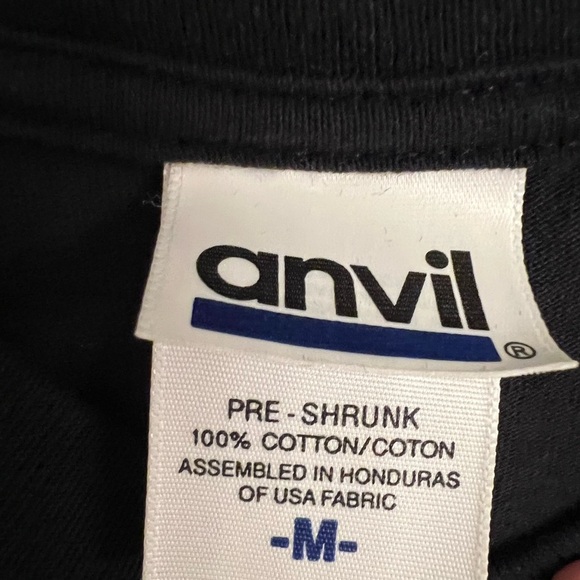 anvil
®
PRE - SHRUNK
100% COTTON/COTON
ASSEMBLED IN HONDURAS
OF USA FABRIC
-M-